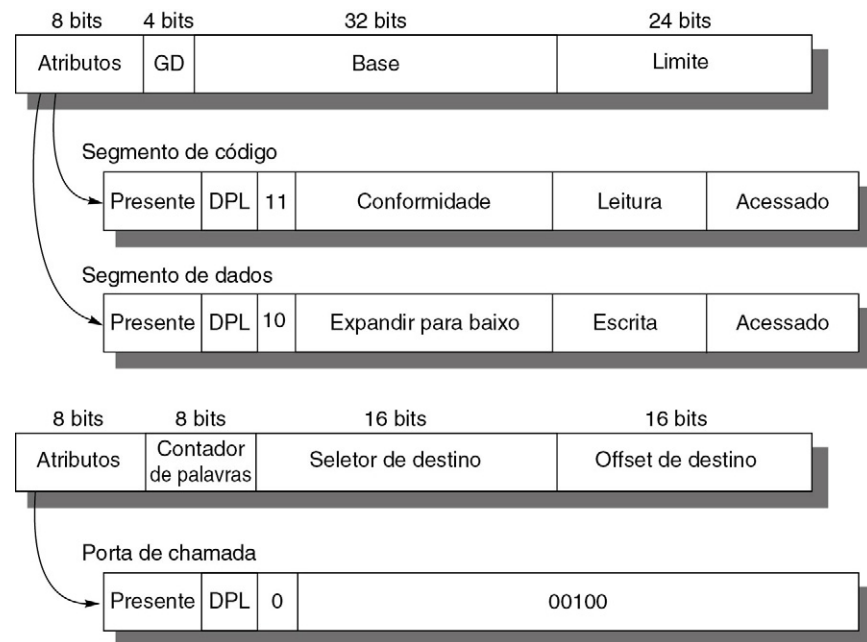 8 bits 4 bits 32 bits 24 bits
Atributos GD Base Limite
Segmento de código
Presente DPL 11 Conformidade Leitura Acessado
Segmento de dados
Presente DPL 10 Expandir para baixo Escrita Acessado
8 bits 8 bits 16 bits 16 bits
Atributos Contador de palavras Seletor de destino Offset de destino
Porta de chamada
Presente DPL 0 00100